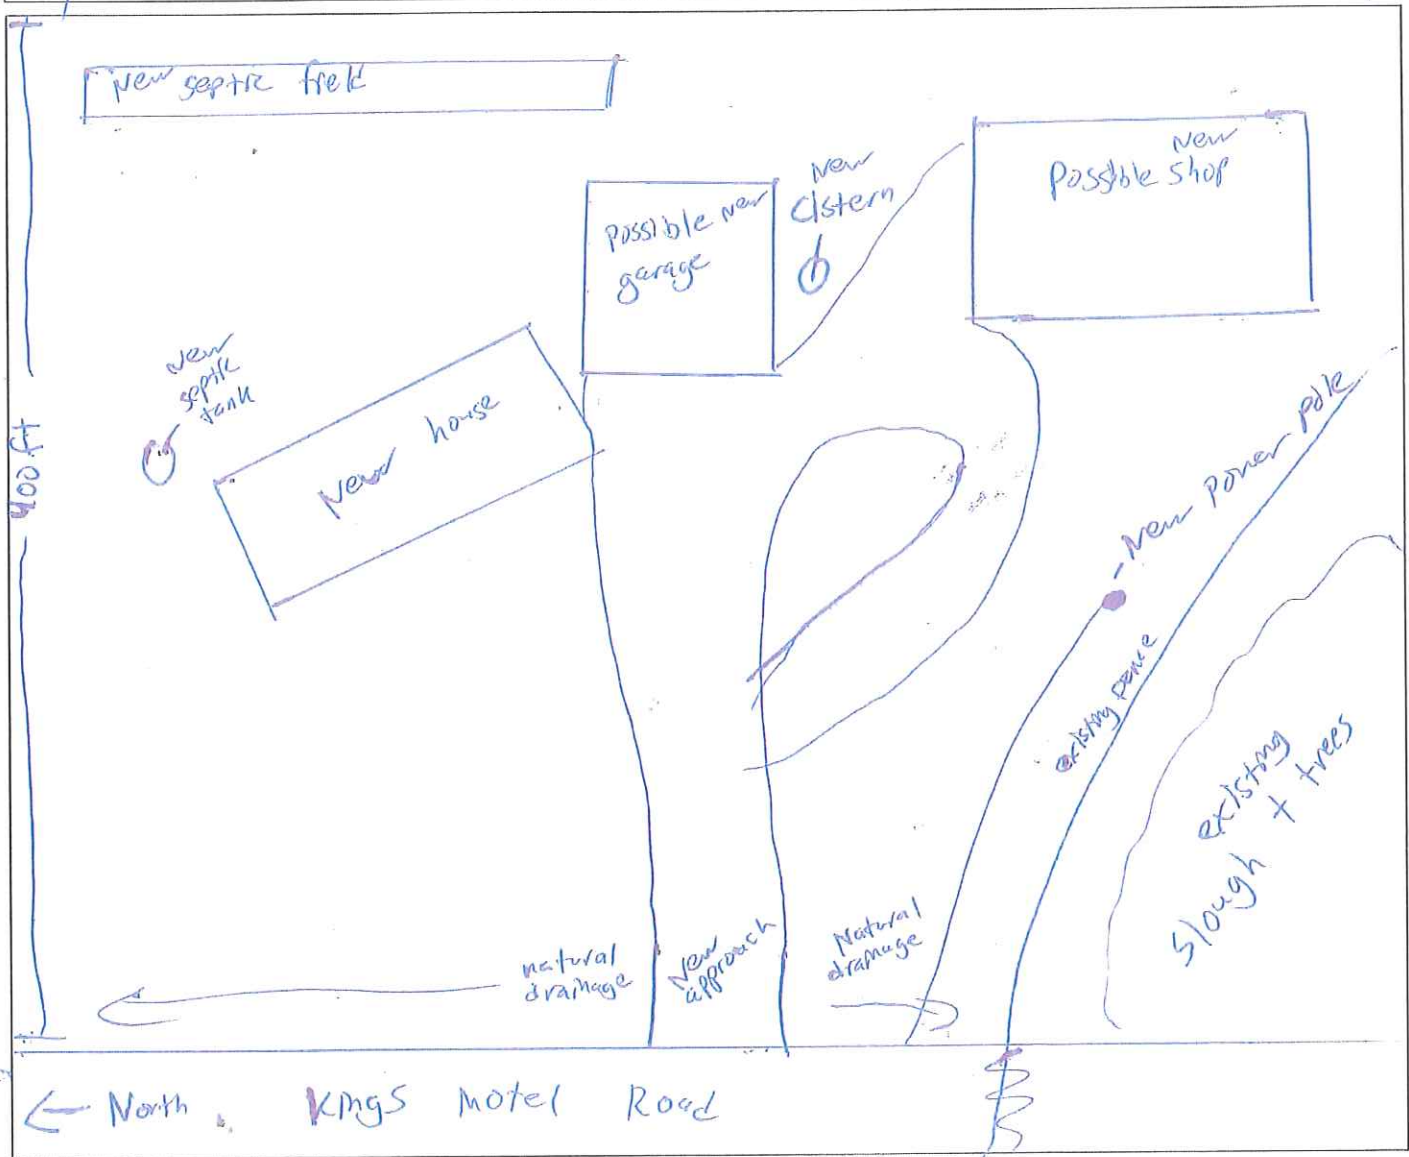 New septic field
Possible New
garage
New
Cistern
New
Possible Shop
New
septic
tank
New house
400 ft
New power pole
existing fence
existing
slough + trees
natural
drainage
New
approach
Natural
drainage
← North
Kings Motel Road